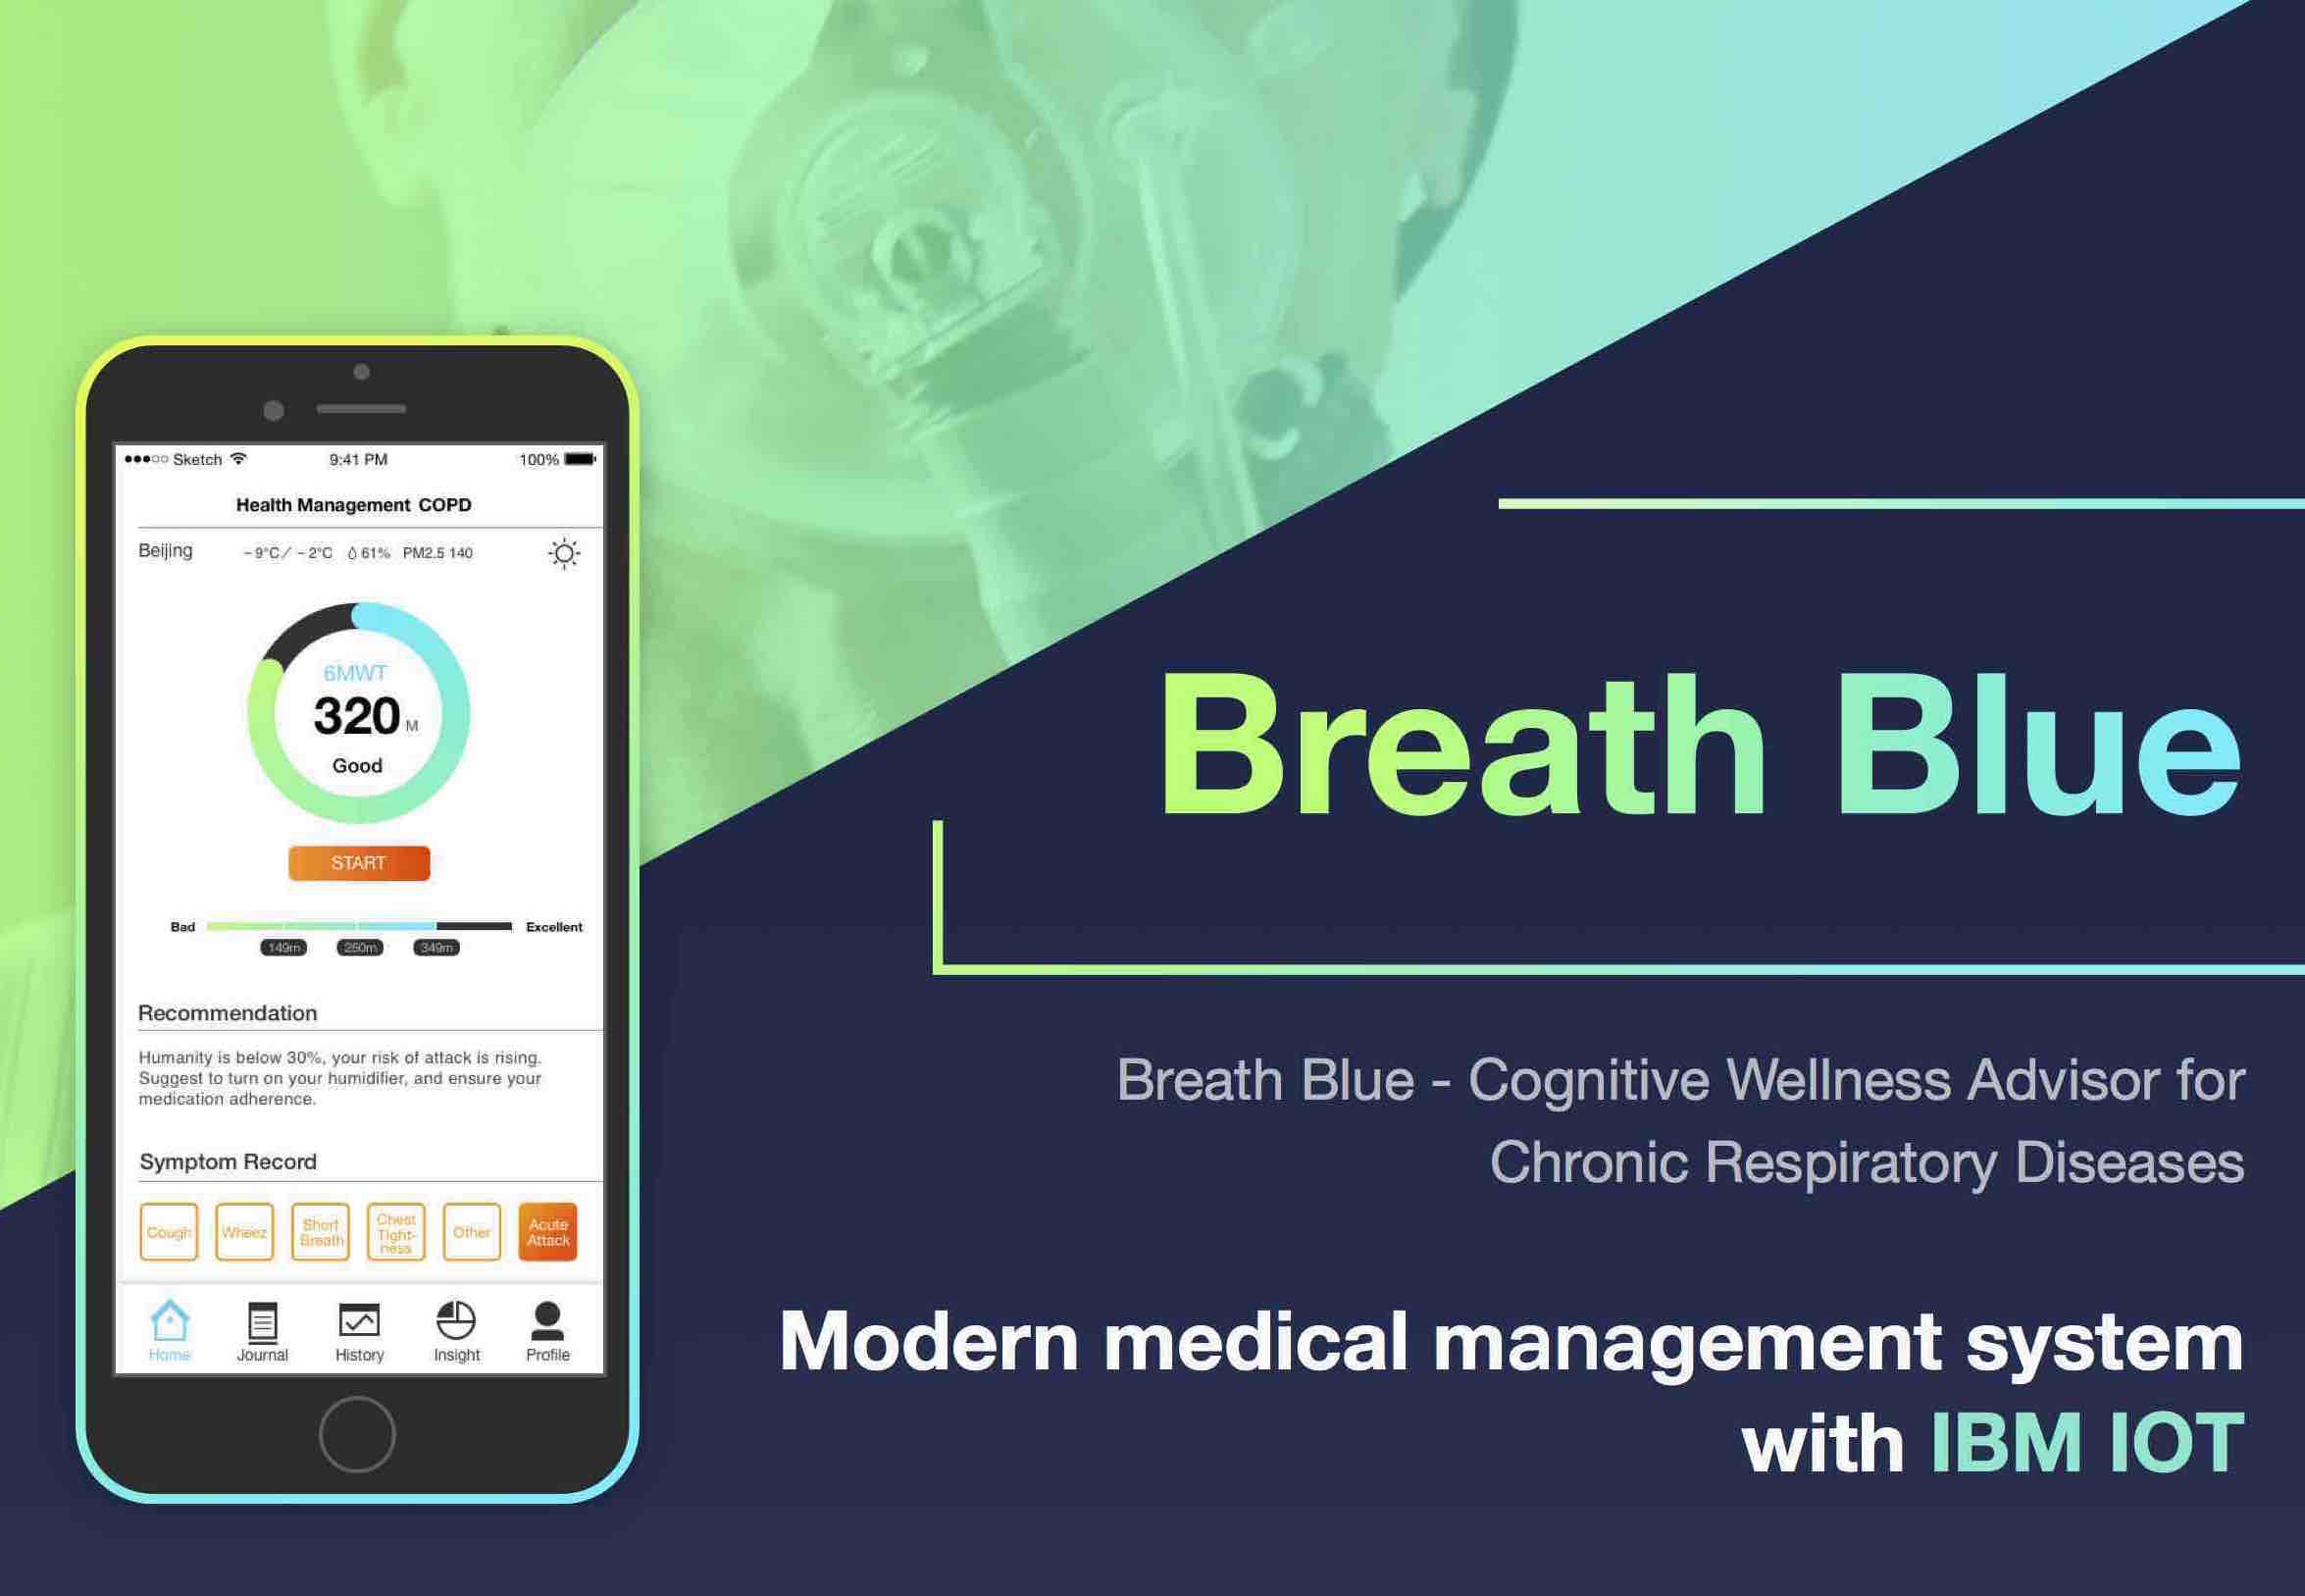 Sketch 9:41 PM 100%
Health Management COPD
Beijing -9°C/ -2°C 61% PM2.5 140
6MWT
320 M
Good
START
Bad Excellent
149m 250m 349m
Recommendation
Humanity is below 30%, your risk of attack is rising.
Suggest to turn on your humidifier, and ensure your
medication adherence.
Symptom Record
Cough
Wheez
Short
Breath
Chest
Tight-
ness
Other
Acute
Attack
Home Journal History Insight Profile
Breath Blue
Breath Blue - Cognitive Wellness Advisor for
Chronic Respiratory Diseases
Modern medical management system
with IBM IOT